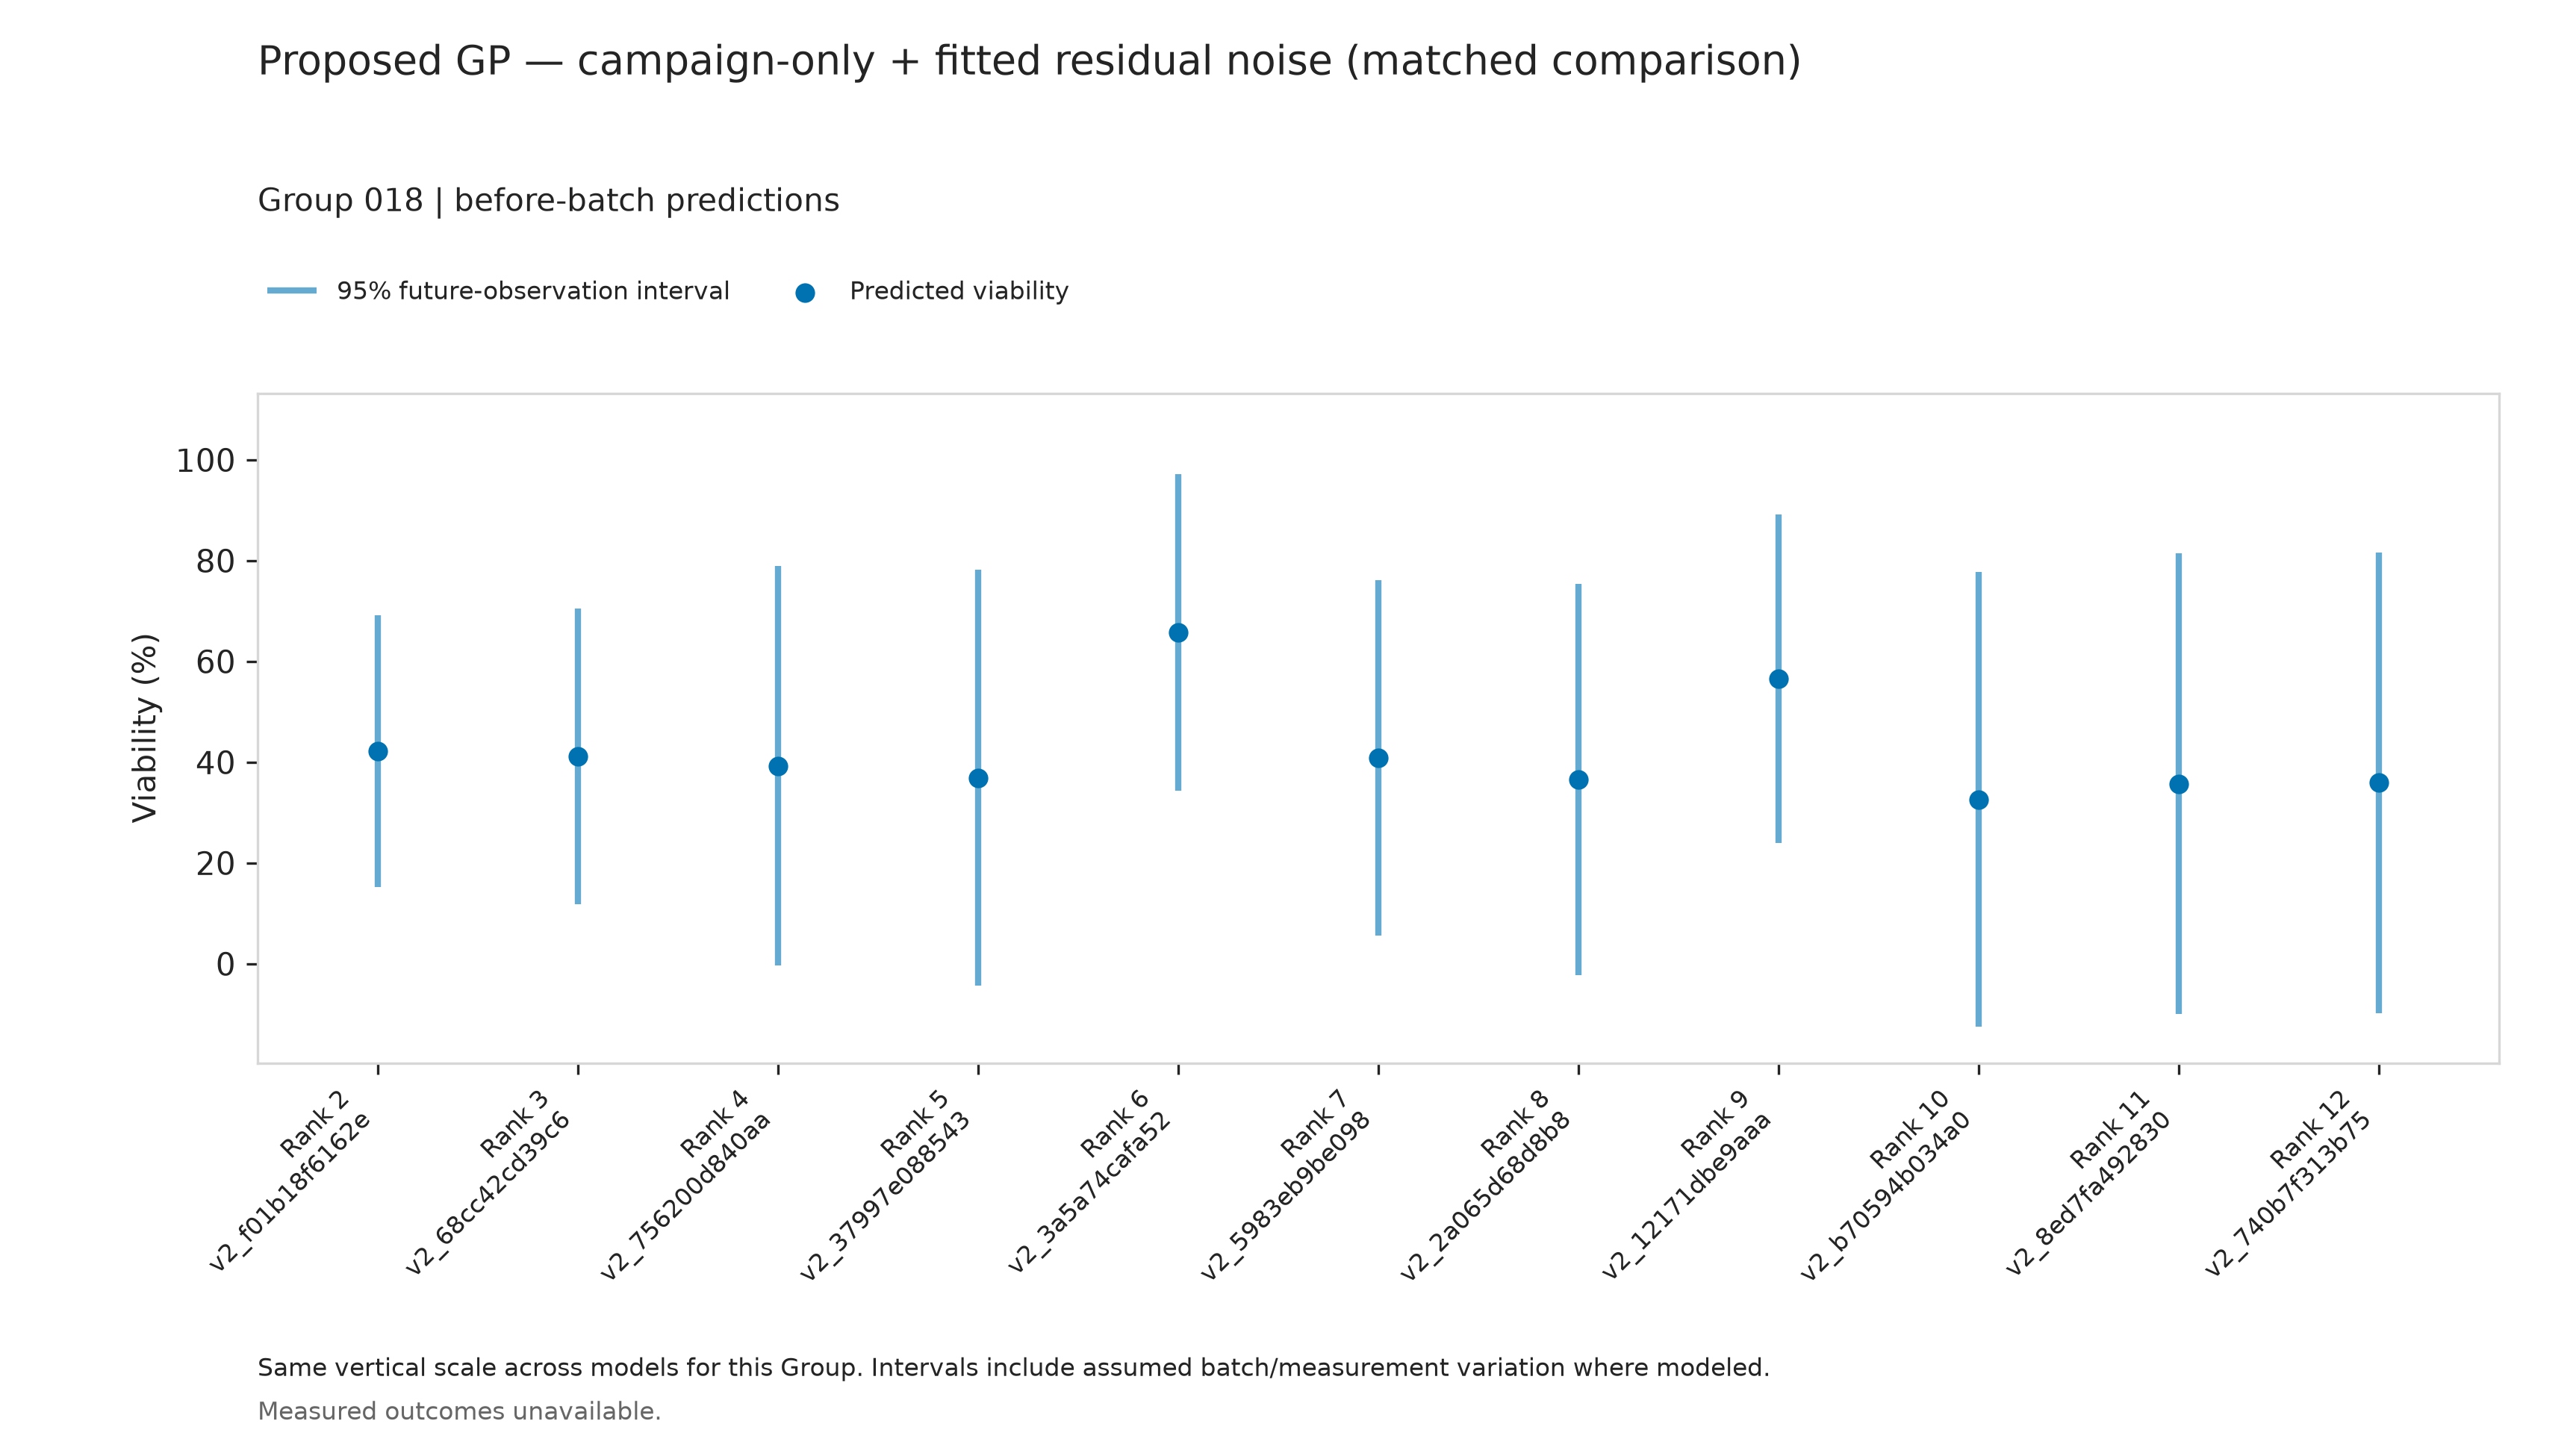 Proposed GP — campaign-only + fitted residual noise (matched comparison)
Group 018 | before-batch predictions
95% future-observation interval
Predicted viability
Viability (%)
100
80
60
40
20
0
Rank 2
v2_f01b18f6162e
Rank 3
v2_68cc42cd39c6
Rank 4
v2_756200d840aa
Rank 5
v2_37997e088543
Rank 6
v2_3a5a74cafa52
Rank 7
v2_5983eb9be098
Rank 8
v2_2a065d68d8b8
Rank 9
v2_12171dbe9aaa
Rank 10
v2_b70594b034a0
Rank 11
v2_8ed7fa492830
Rank 12
v2_740b7f313b75
Same vertical scale across models for this Group. Intervals include assumed batch/measurement variation where modeled.
Measured outcomes unavailable.